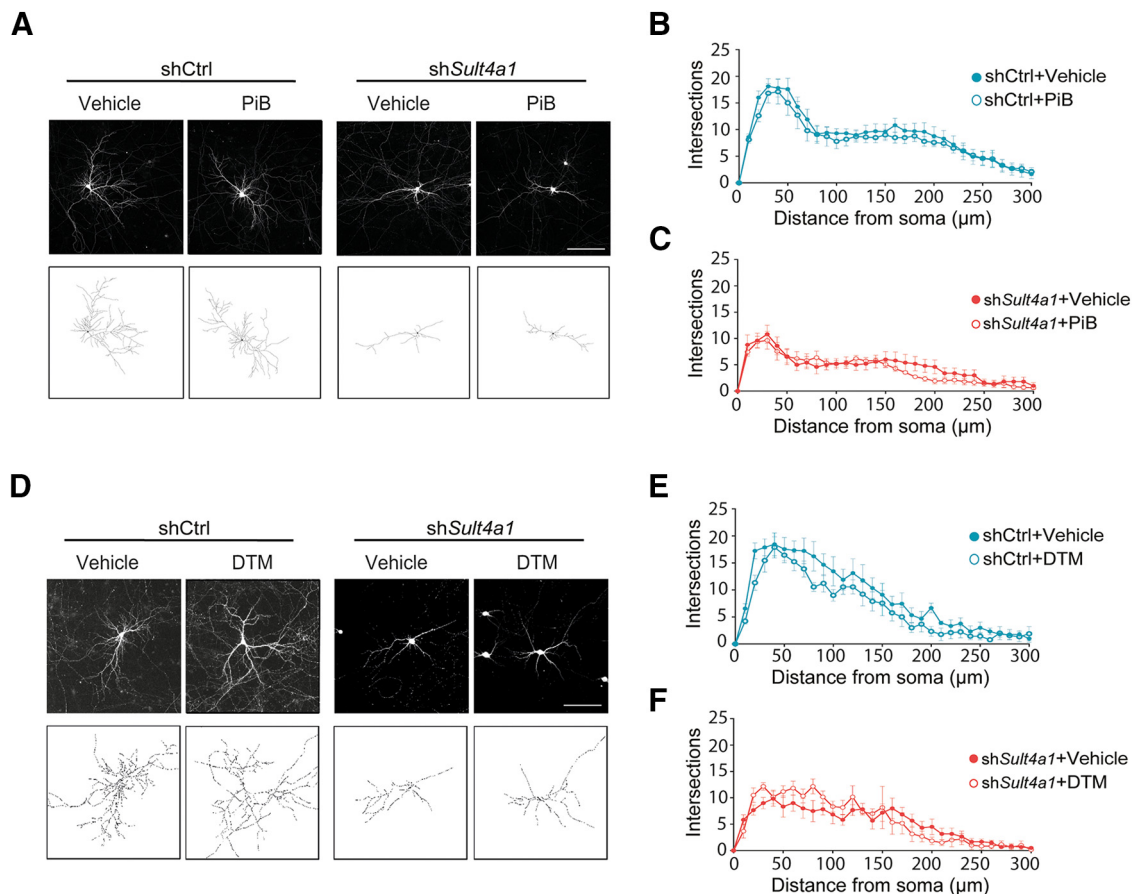 A
shCtrl
shSult4a1
Vehicle
PiB
Vehicle
PiB
B
25
20
15
10
5
0
Intersections
0
50
100
150
200
250
300
Distance from soma (µm)
shCtrl+Vehicle
shCtrl+PiB
C
25
20
15
10
5
0
Intersections
0
50
100
150
200
250
300
Distance from soma (µm)
shSult4a1+Vehicle
shSult4a1+PiB
D
shCtrl
shSult4a1
Vehicle
DTM
Vehicle
DTM
E
25
20
15
10
5
0
Intersections
0
50
100
150
200
250
300
Distance from soma (µm)
shCtrl+Vehicle
shCtrl+DTM
F
25
20
15
10
5
0
Intersections
0
50
100
150
200
250
300
Distance from soma (µm)
shSult4a1+Vehicle
shSult4a1+DTM